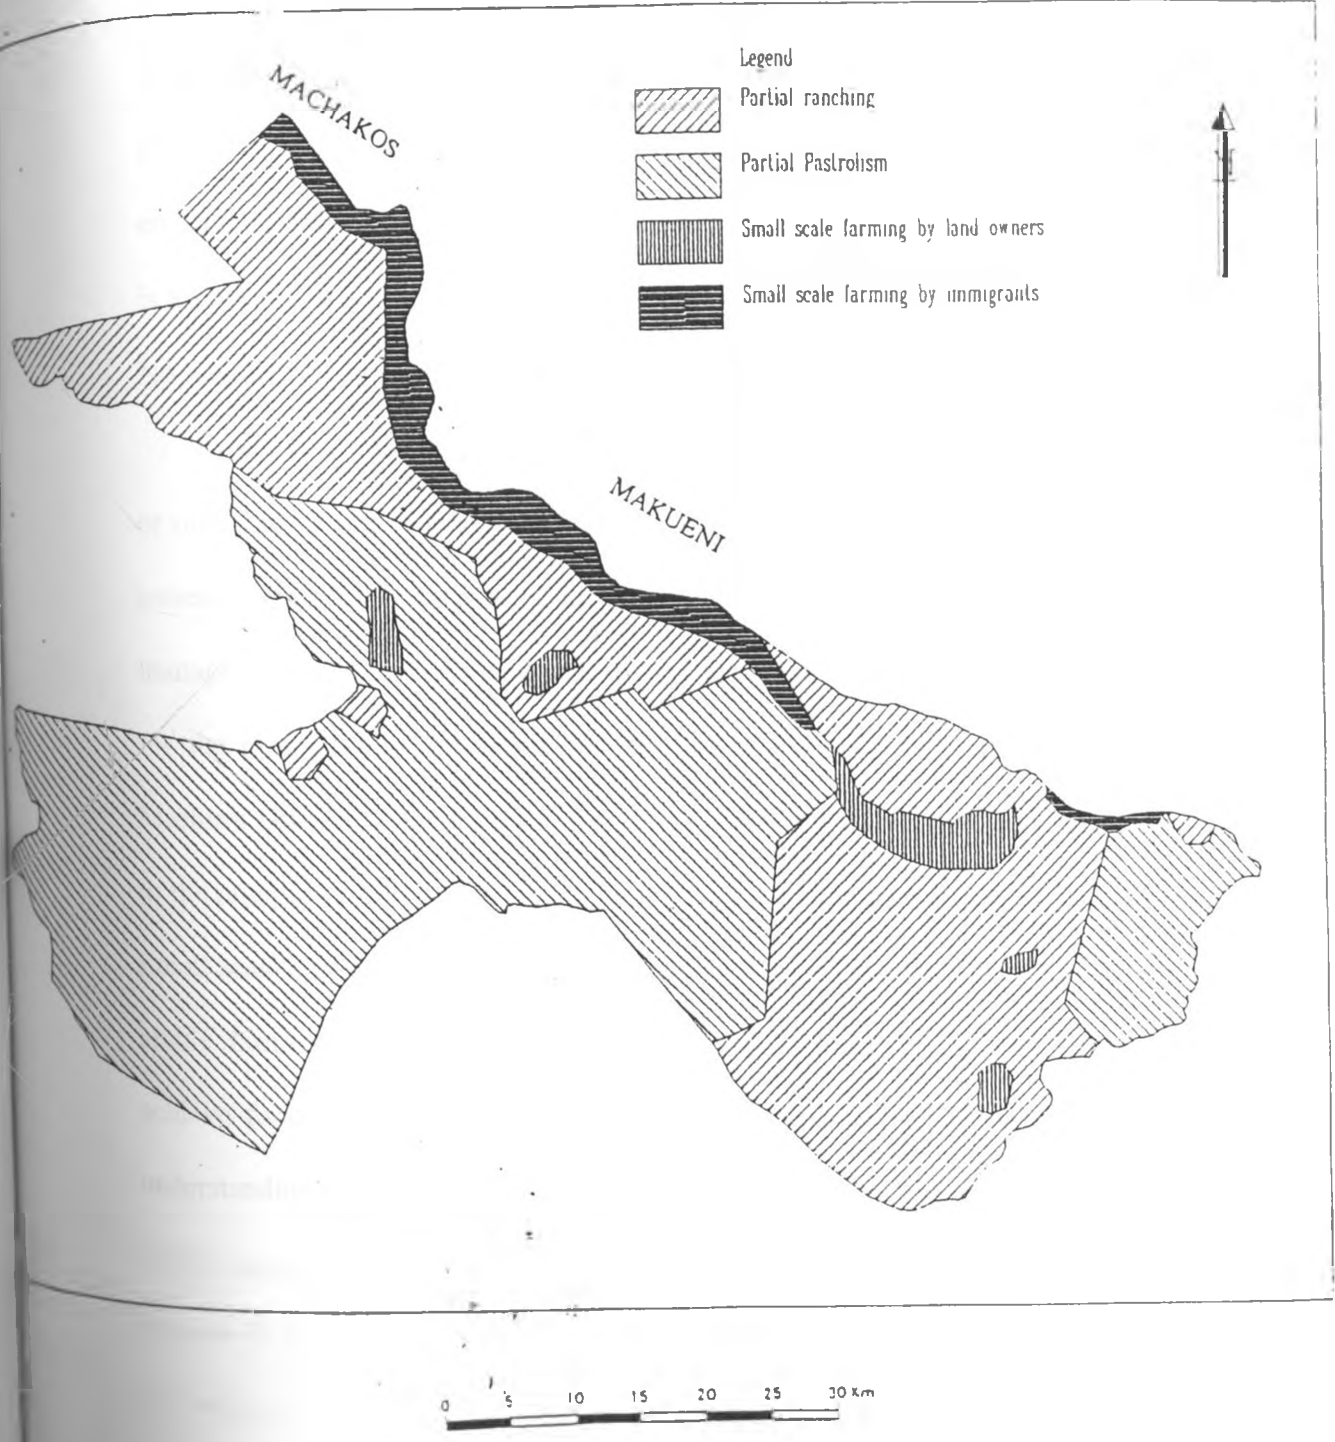 Legend
MACHAKOS
Partial ranching
Partial Pastrolism
Small scale farming by land owners
Small scale farming by immigrants
N
MAKUENI
understanding
0 5 10 15 20 25 30 Km